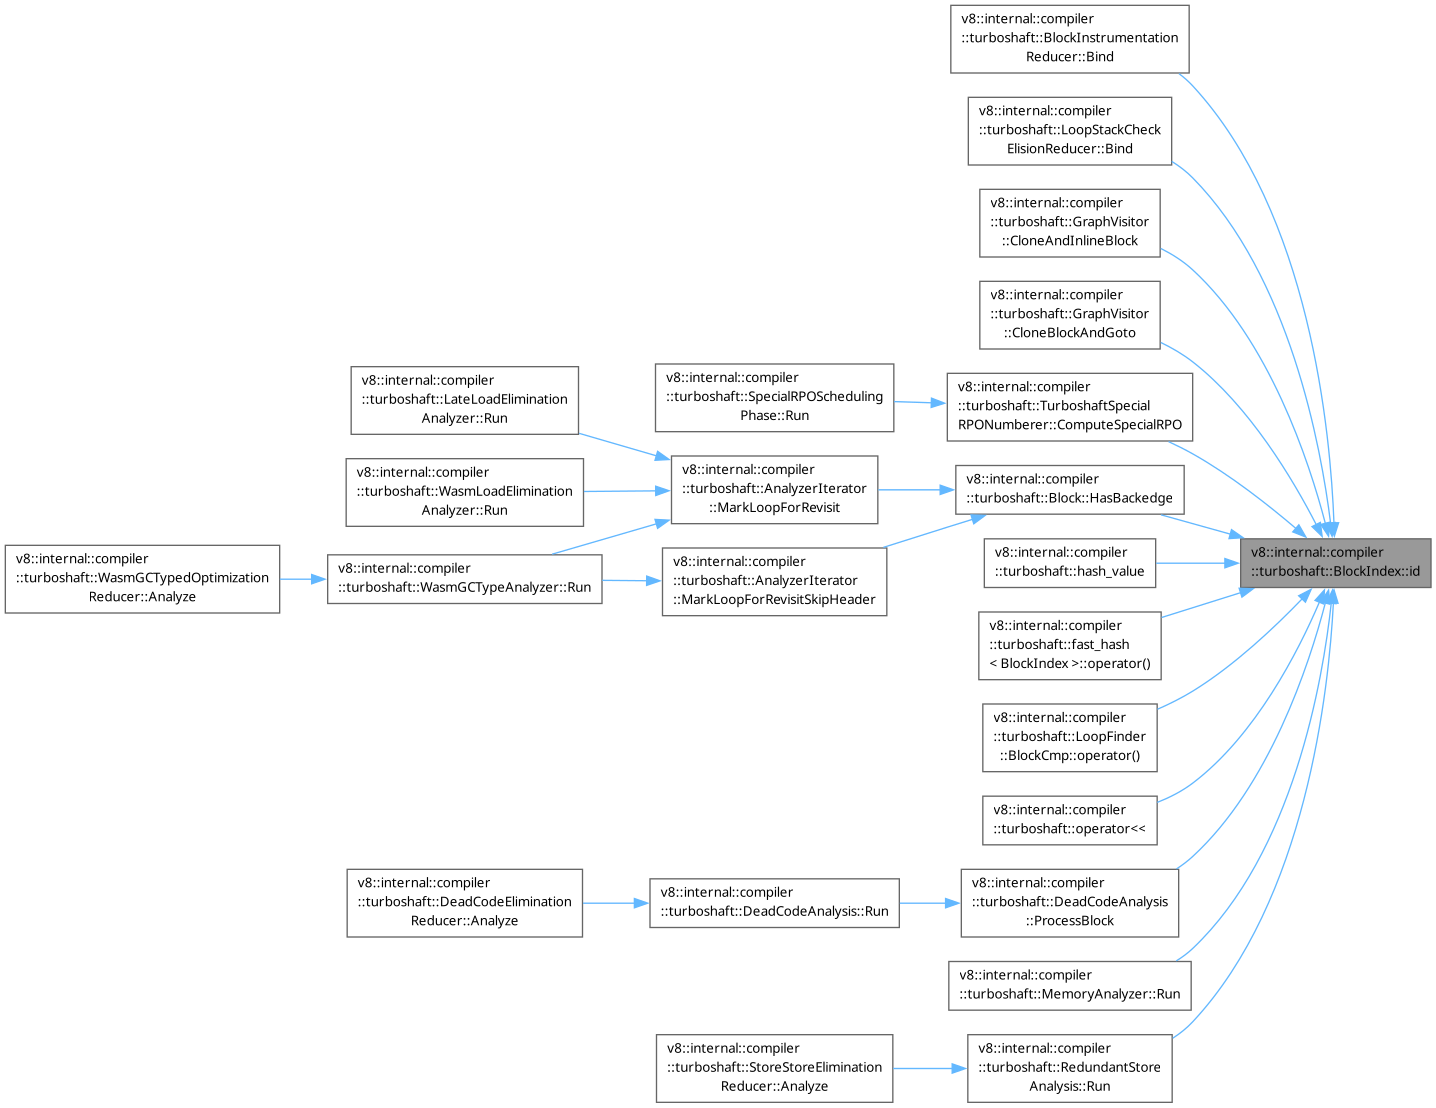 v8::internal::compiler
::turboshaft::BlockInstrumentation
Reducer::Bind
v8::internal::compiler
::turboshaft::LoopStackCheck
ElisionReducer::Bind
v8::internal::compiler
::turboshaft::GraphVisitor
::CloneAndInlineBlock
v8::internal::compiler
::turboshaft::GraphVisitor
::CloneBlockAndGoto
v8::internal::compiler
::turboshaft::LateLoadElimination
Analyzer::Run
v8::internal::compiler
::turboshaft::SpecialRPOScheduling
Phase::Run
v8::internal::compiler
::turboshaft::TurboshaftSpecial
RPONumberer::ComputeSpecialRPO
v8::internal::compiler
::turboshaft::WasmLoadElimination
Analyzer::Run
v8::internal::compiler
::turboshaft::AnalyzerIterator
::MarkLoopForRevisit
v8::internal::compiler
::turboshaft::Block::HasBackedge
v8::internal::compiler
::turboshaft::WasmGCTypedOptimization
Reducer::Analyze
v8::internal::compiler
::turboshaft::WasmGCTypeAnalyzer::Run
v8::internal::compiler
::turboshaft::AnalyzerIterator
::MarkLoopForRevisitSkipHeader
v8::internal::compiler
::turboshaft::hash_value
v8::internal::compiler
::turboshaft::BlockIndex::id
v8::internal::compiler
::turboshaft::fast_hash
< BlockIndex >::operator()
v8::internal::compiler
::turboshaft::LoopFinder
::BlockCmp::operator()
v8::internal::compiler
::turboshaft::operator<<
v8::internal::compiler
::turboshaft::DeadCodeElimination
Reducer::Analyze
v8::internal::compiler
::turboshaft::DeadCodeAnalysis::Run
v8::internal::compiler
::turboshaft::DeadCodeAnalysis
::ProcessBlock
v8::internal::compiler
::turboshaft::MemoryAnalyzer::Run
v8::internal::compiler
::turboshaft::StoreStoreElimination
Reducer::Analyze
v8::internal::compiler
::turboshaft::RedundantStore
Analysis::Run